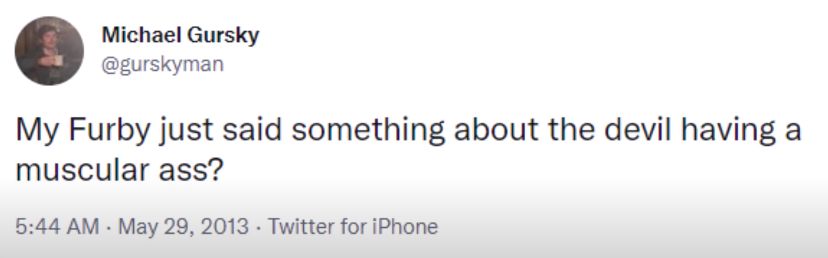 Michael Gursky
@gurskyman
My Furby just said something about the devil having a
muscular ass?
5:44 AM · May 29, 2013 · Twitter for iPhone